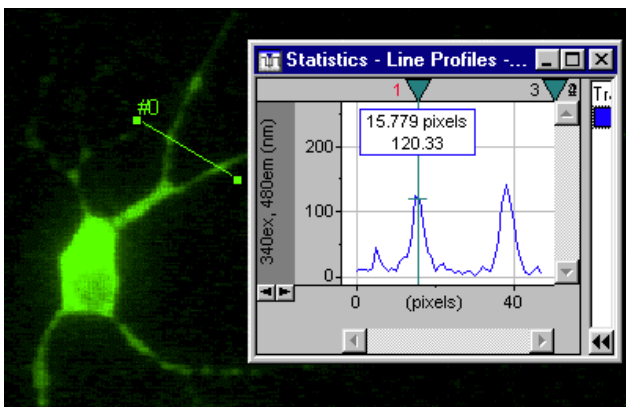 #0
Statistics - Line Profiles -...
1
3
Tr.
15.779 pixels
120.33
340ex, 480em (nm)
200
100
0
0 (pixels) 40